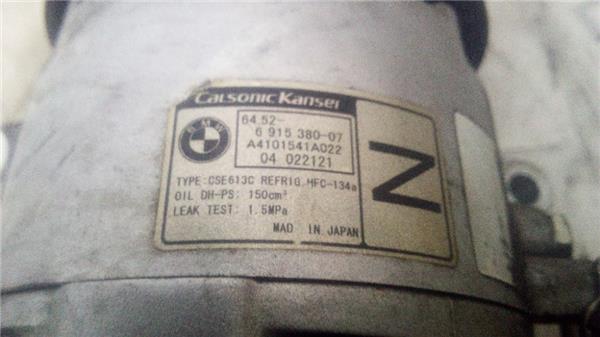 Calsonic Kansei
BMW
64.52-
6 915 380-07
A4101541A022
04 022121
TYPE:CSE613C REFRIG.HFC-134a
OIL DH-PS: 150cm³
LEAK TEST: 1.5MPa
MAD IN JAPAN
N